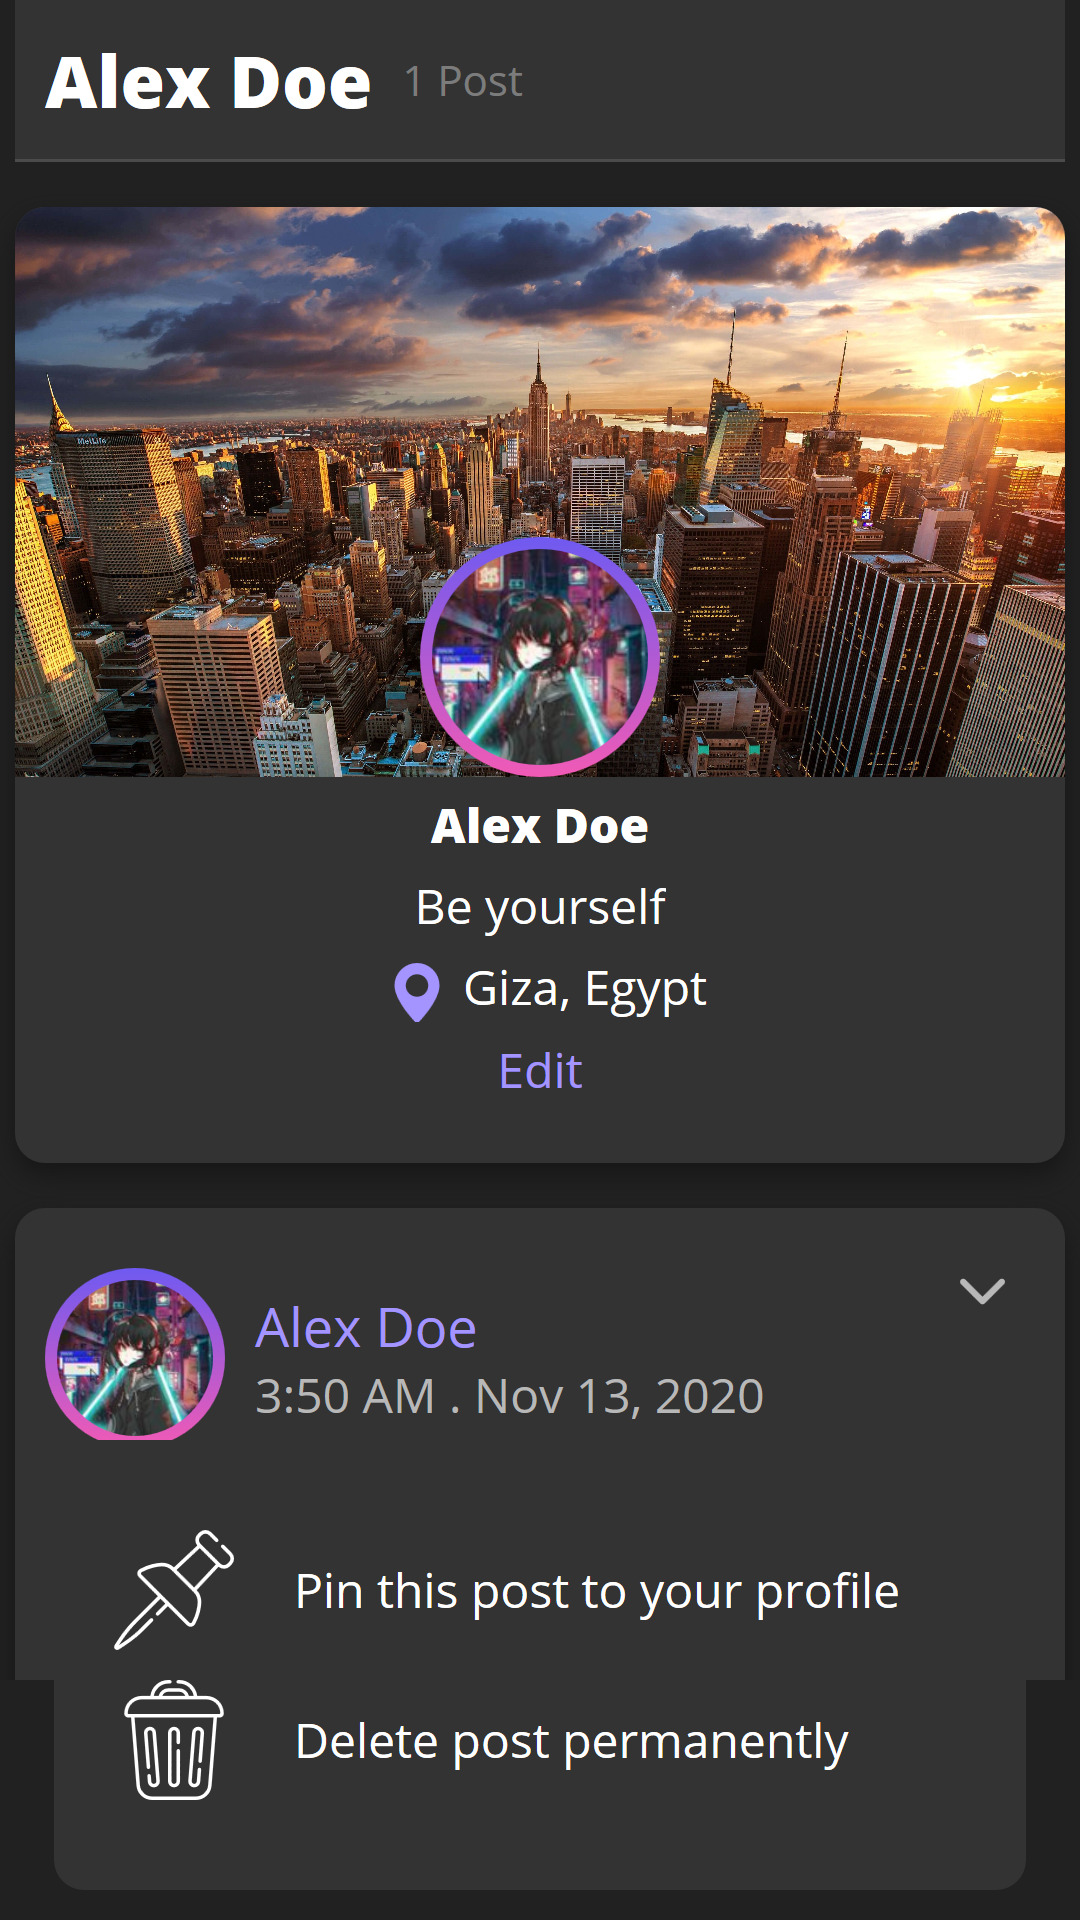 Alex Doe 1 Post
MetLife
Alex Doe
Be yourself
Giza, Egypt
Edit
Alex Doe
3:50 AM . Nov 13, 2020
Pin this post to your profile
Delete post permanently